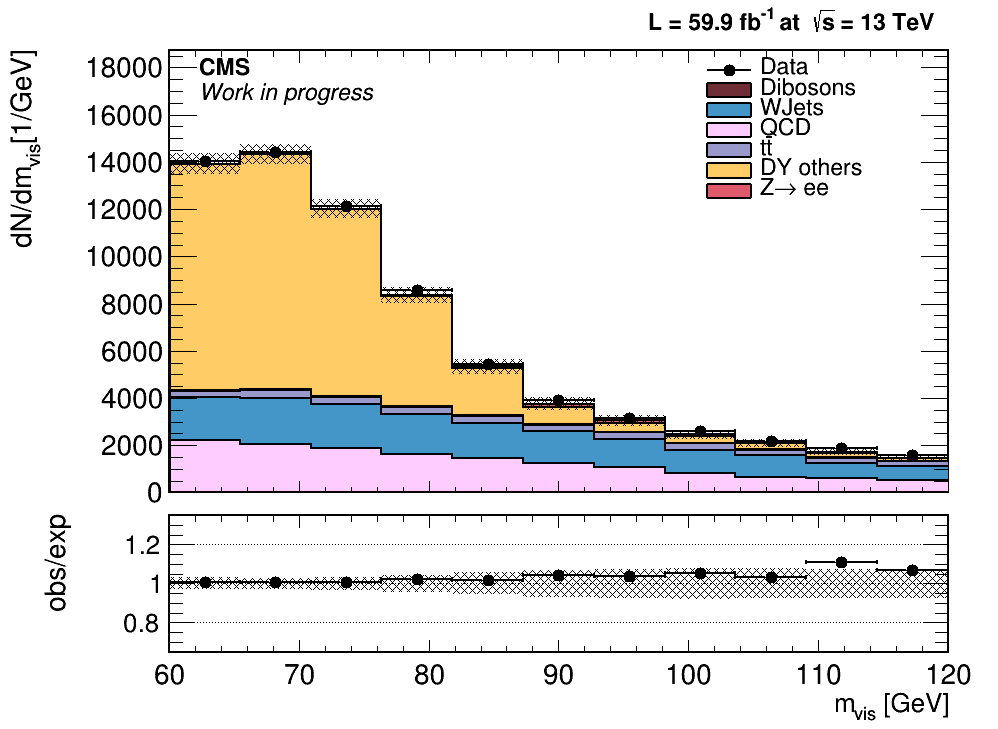 L = 59.9 fb⁻¹ at √s = 13 TeV
dN/dm_vis[1/GeV]
CMS
Work in progress
Data
Dibosons
WJets
QCD
tt̄
DY others
Z→ ee
18000
16000
14000
12000
10000
8000
6000
4000
2000
0
obs/exp
1.2
1
0.8
60 70 80 90 100 110 120
m_vis [GeV]